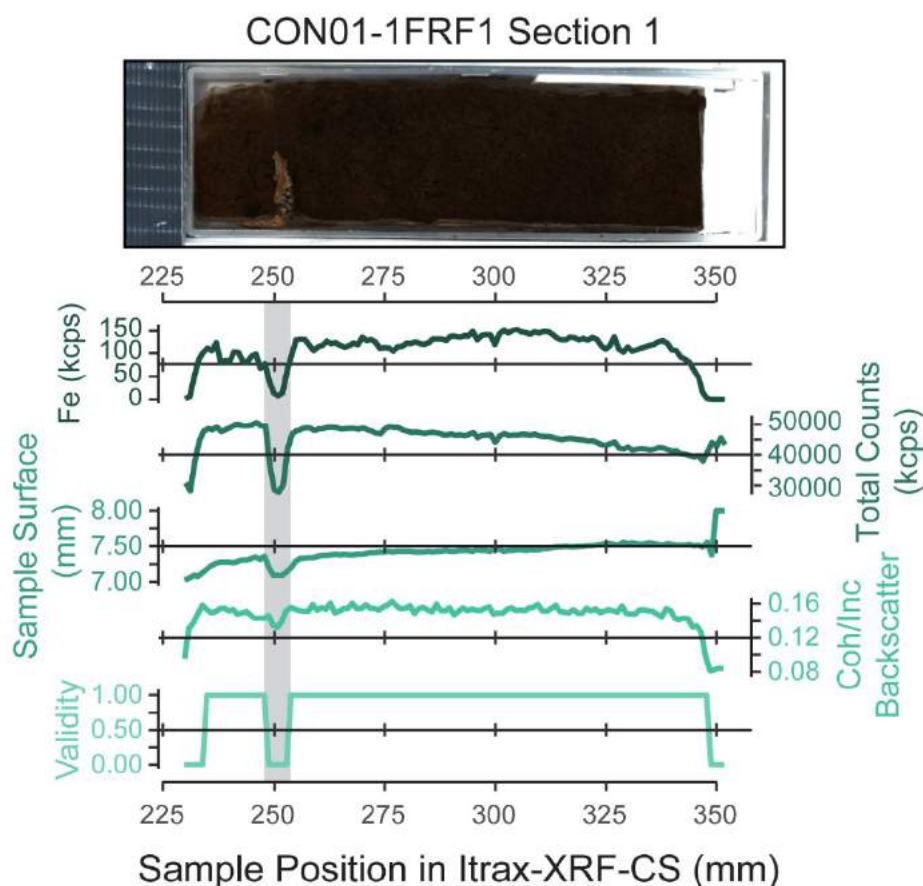 CON01-1FRF1 Section 1
225 250 275 300 325 350
Fe (kcps)
150
100
50
0
Total Counts
(kcps)
50000
40000
30000
Sample Surface
(mm)
8.00
7.50
7.00
Coh/Inc
Backscatter
0.16
0.12
0.08
Validity
1.00
0.50
0.00
225 250 275 300 325 350
Sample Position in Itrax-XRF-CS (mm)